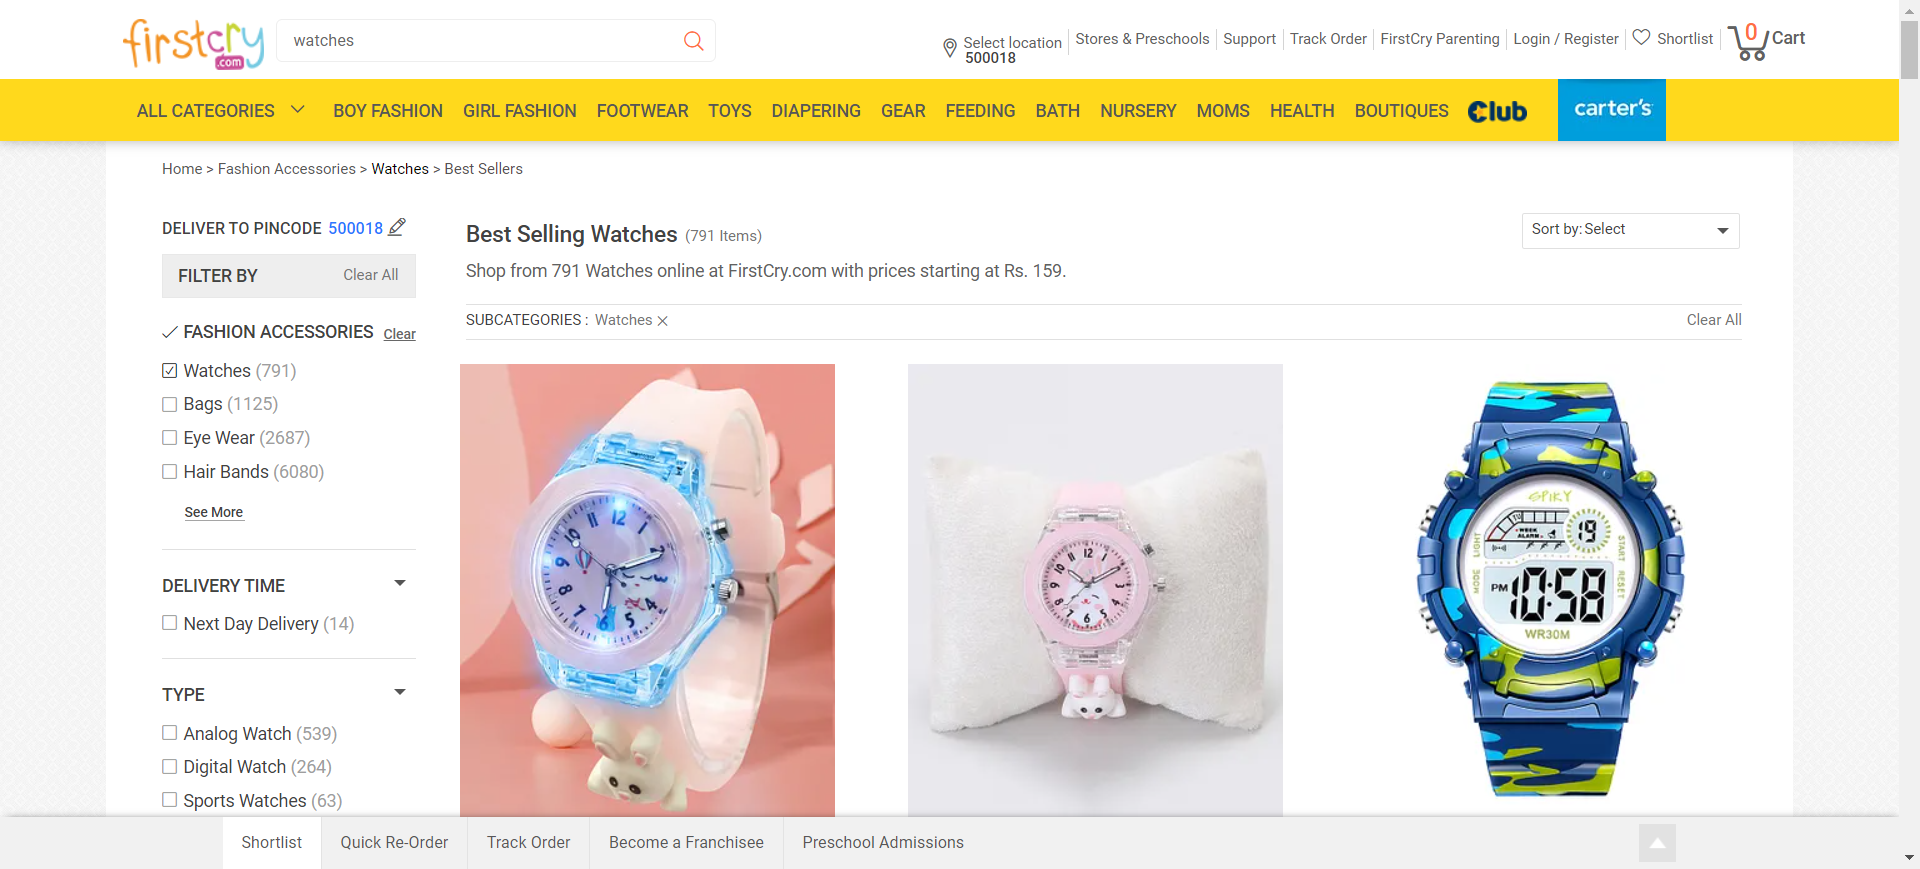 firstcry
.com
watches
Select location
500018
Stores & Preschools
Support
Track Order
FirstCry Parenting
Login / Register
Shortlist
0
Cart
ALL CATEGORIES
BOY FASHION
GIRL FASHION
FOOTWEAR
TOYS
DIAPERING
GEAR
FEEDING
BATH
NURSERY
MOMS
HEALTH
BOUTIQUES
Club
carter's
Home > Fashion Accessories > Watches > Best Sellers
DELIVER TO PINCODE 500018
FILTER BY
Clear All
FASHION ACCESSORIES
Clear
Watches (791)
Bags (1125)
Eye Wear (2687)
Hair Bands (6080)
See More
DELIVERY TIME
Next Day Delivery (14)
TYPE
Analog Watch (539)
Digital Watch (264)
Sports Watches (63)
Best Selling Watches (791 Items)
Sort by: Select
Shop from 791 Watches online at FirstCry.com with prices starting at Rs. 159.
SUBCATEGORIES : Watches
Clear All
SPIKY
TU
WEEK
ALARM
19
LIGHT
START
MODE
RESET
PM 10:58
WR30M
Shortlist
Quick Re-Order
Track Order
Become a Franchisee
Preschool Admissions